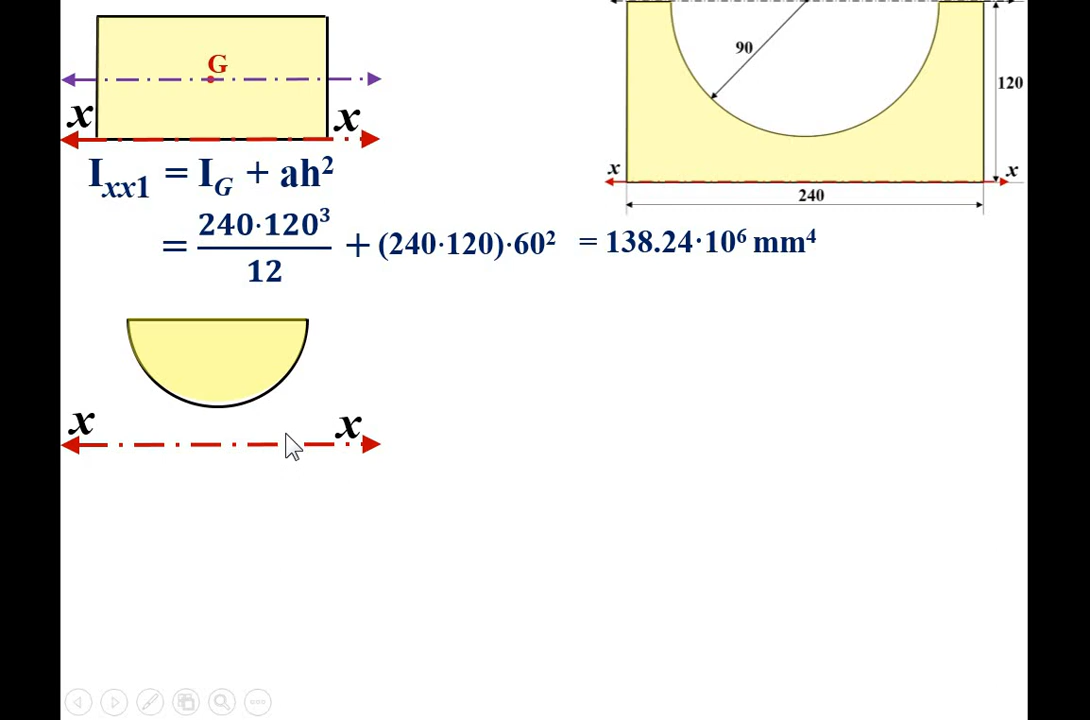 G
x x
I_xx1 = I_G + ah²
= 240·120³/12 + (240·120)·60² = 138.24·10⁶ mm⁴
x x
90
120
x x
240